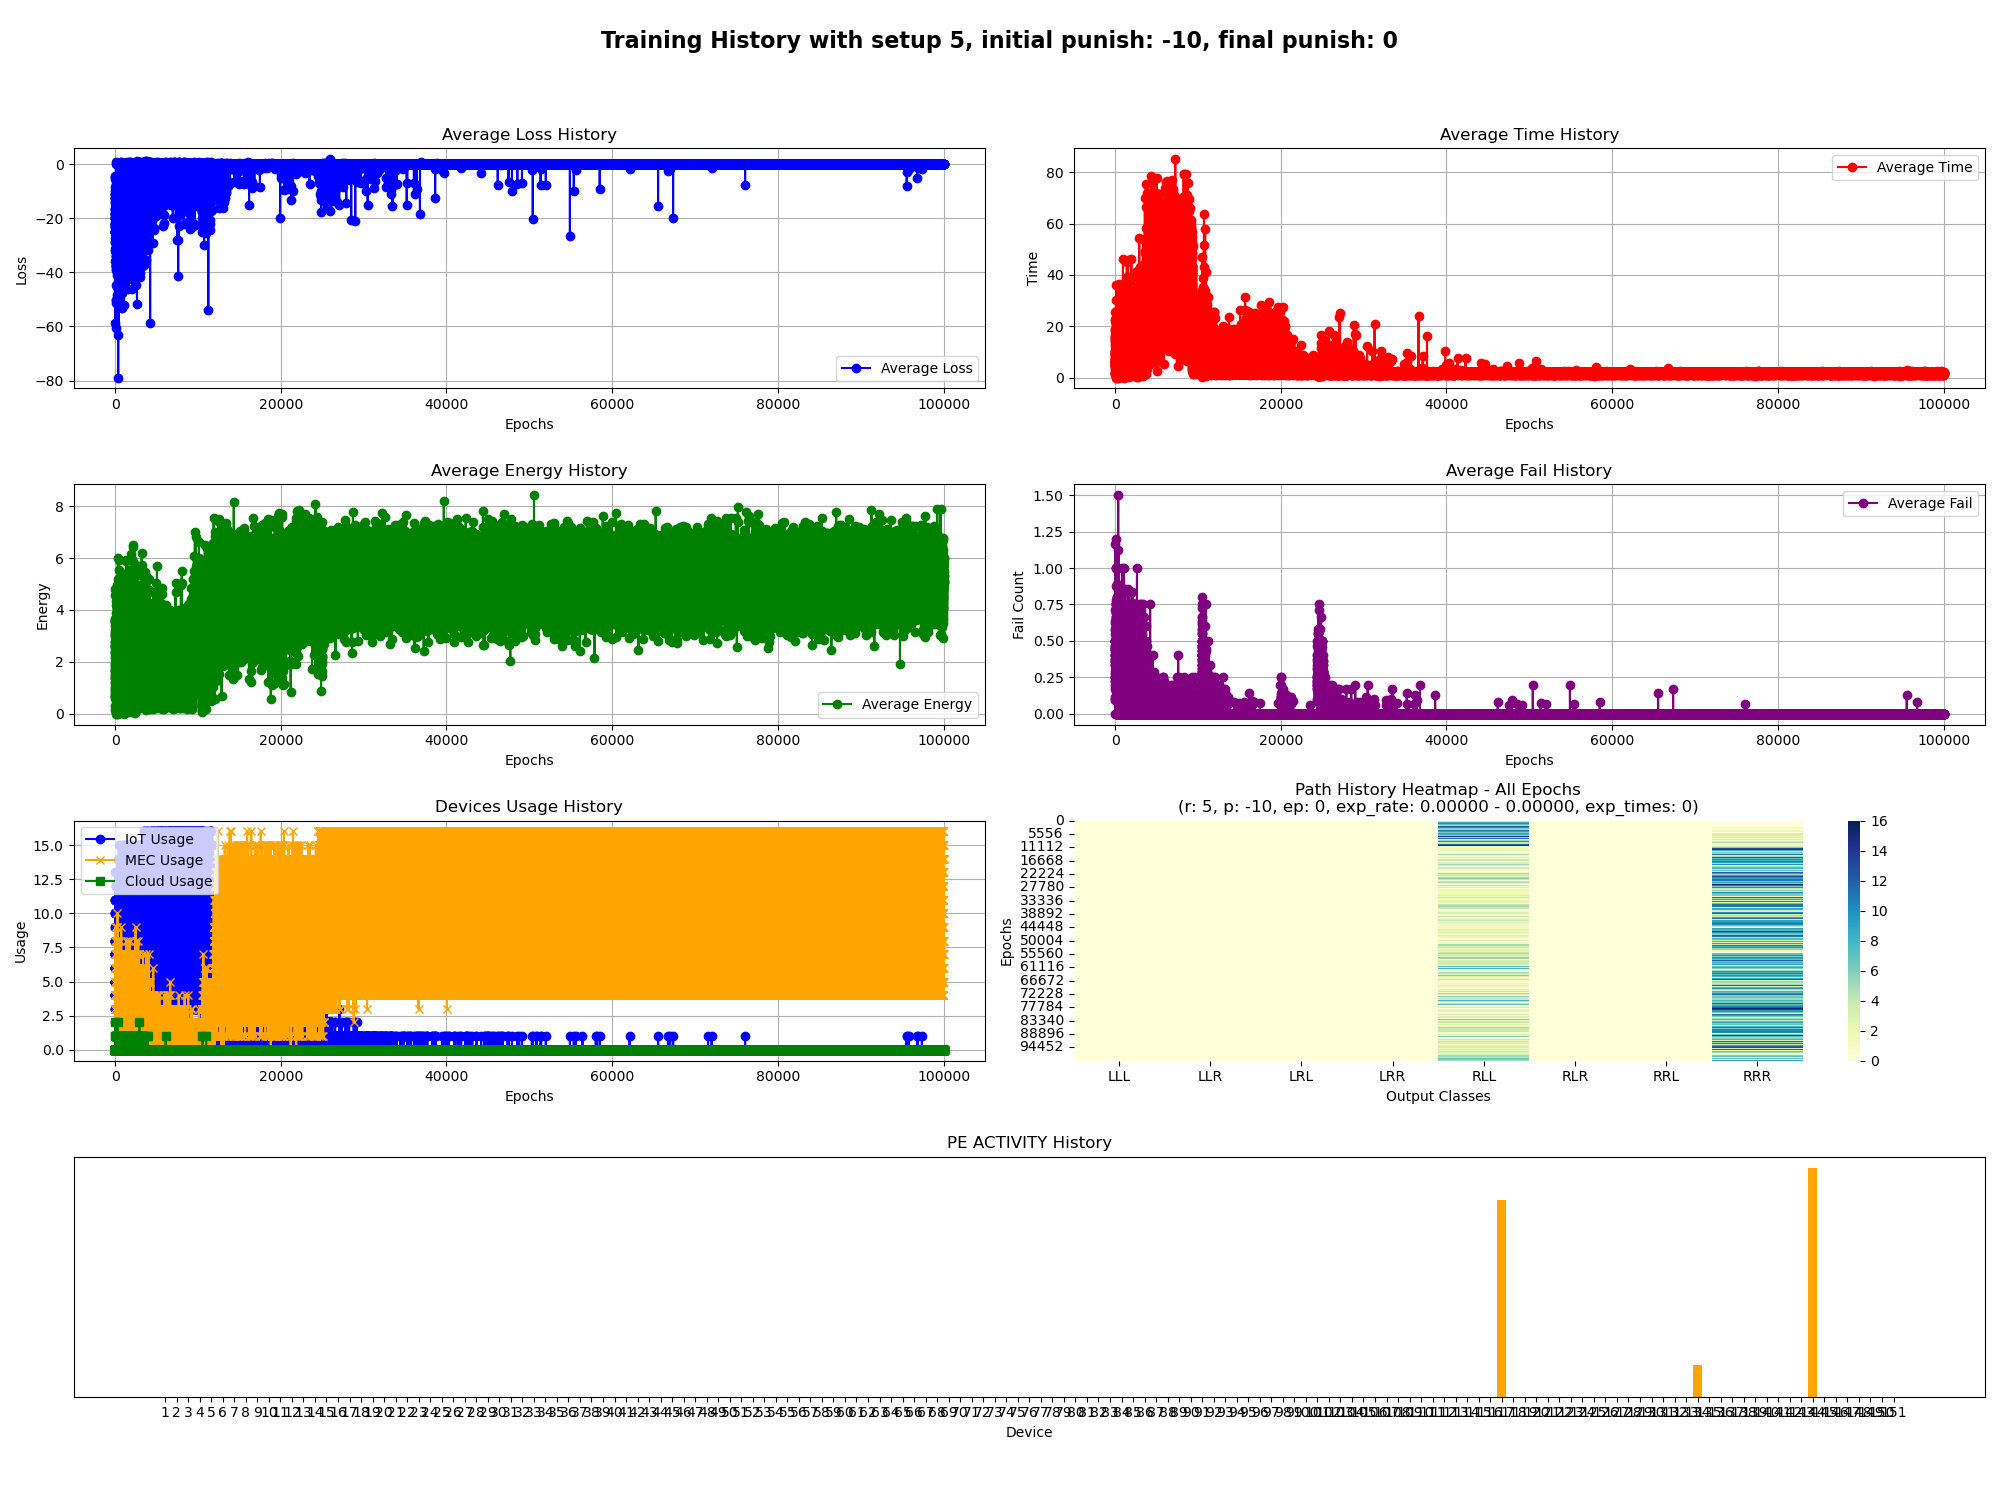 Training History with setup 5, initial punish: -10, final punish: 0
Average Loss History
0
−20
−40
−60
−80
Loss
Average Loss
0 20000 40000 60000 80000 100000
Epochs
Average Time History
80
60
40
20
0
Time
Average Time
0 20000 40000 60000 80000 100000
Epochs
Average Energy History
8
6
4
2
0
Energy
Average Energy
0 20000 40000 60000 80000 100000
Epochs
Average Fail History
1.50
1.25
1.00
0.75
0.50
0.25
0.00
Fail Count
Average Fail
0 20000 40000 60000 80000 100000
Epochs
Devices Usage History
15.0
12.5
10.0
7.5
5.0
2.5
0.0
Usage
IoT Usage
MEC Usage
Cloud Usage
0 20000 40000 60000 80000 100000
Epochs
Path History Heatmap - All Epochs
(r: 5, p: -10, ep: 0, exp_rate: 0.00000 - 0.00000, exp_times: 0)
0
5556
11112
16668
22224
27780
33336
38892
44448
50004
55560
61116
66672
72228
77784
83340
88896
94452
Epochs
LLL LLR LRL LRR RLL RLR RRL RRR
Output Classes
16
14
12
10
8
6
4
2
0
PE ACTIVITY History
1 2 3 4 5 6 7 8 9
Device